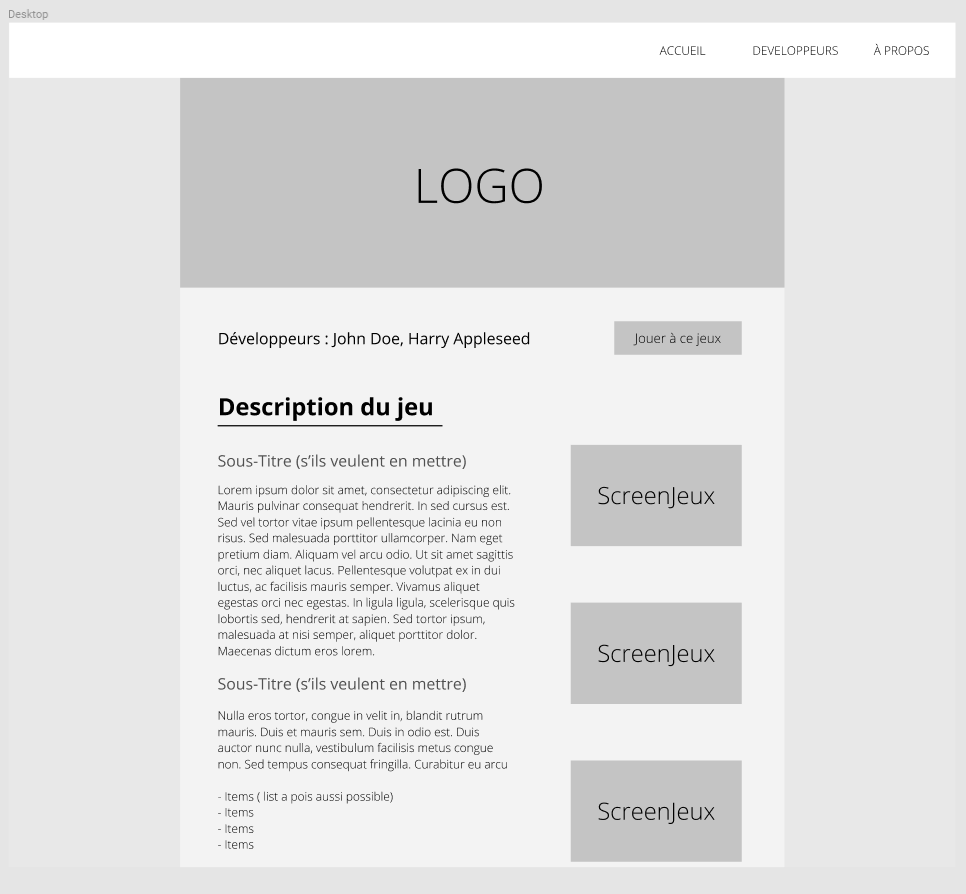 Desktop
ACCUEIL DEVELOPPEURS À PROPOS
LOGO
Développeurs : John Doe, Harry Appleseed
Jouer à ce jeux
Description du jeu
Sous-Titre (s'ils veulent en mettre)
Lorem ipsum dolor sit amet, consectetur adipiscing elit.
Mauris pulvinar consequat hendrerit. In sed cursus est.
Sed vel tortor vitae ipsum pellentesque lacinia eu non
risus. Sed malesuada porttitor ullamcorper. Nam eget
pretium diam. Aliquam vel arcu odio. Ut sit amet sagittis
orci, nec aliquet lacus. Pellentesque volutpat ex in dui
luctus, ac facilisis mauris semper. Vivamus aliquet
egestas orci nec egestas. In ligula ligula, scelerisque quis
lobortis sed, hendrerit at sapien. Sed tortor ipsum,
malesuada at nisi semper, aliquet porttitor dolor.
Maecenas dictum eros lorem.
Sous-Titre (s'ils veulent en mettre)
Nulla eros tortor, congue in velit in, blandit rutrum
mauris. Duis et mauris sem. Duis in odio est. Duis
auctor nunc nulla, vestibulum facilisis metus congue
non. Sed tempus consequat fringilla. Curabitur eu arcu
- Items ( list a pois aussi possible)
- Items
- Items
- Items
ScreenJeux
ScreenJeux
ScreenJeux